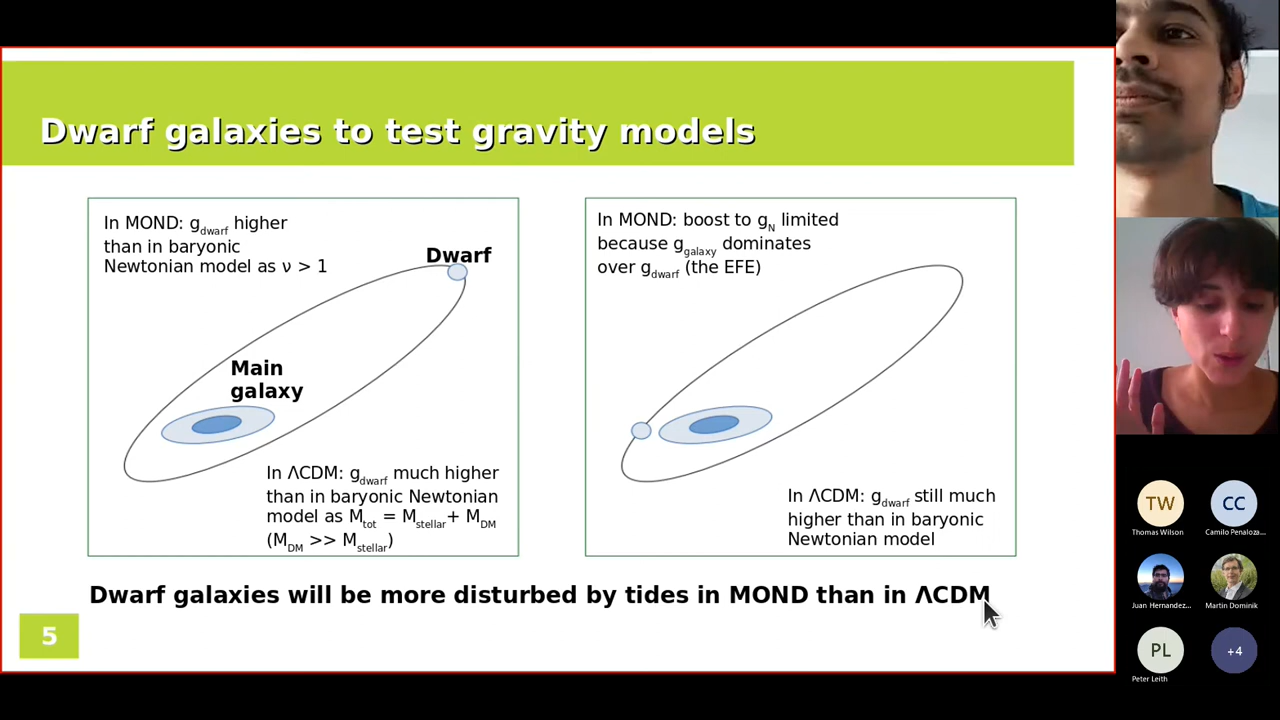 Dwarf galaxies to test gravity models
In MOND: gdwarf higher
than in baryonic
Newtonian model as ν > 1
Dwarf
Main
galaxy
In ΛCDM: gdwarf much higher
than in baryonic Newtonian
model as Mtot = Mstellar+ MDM
(MDM >> Mstellar)
In MOND: boost to gN limited
because ggalaxy dominates
over gdwarf (the EFE)
In ΛCDM: gdwarf still much
higher than in baryonic
Newtonian model
Dwarf galaxies will be more disturbed by tides in MOND than in ΛCDM
5
TW
Thomas Wilson
CC
Camilo Penaloza...
Juan Hernandez...
Martin Dominik
PL
Peter Leith
+4